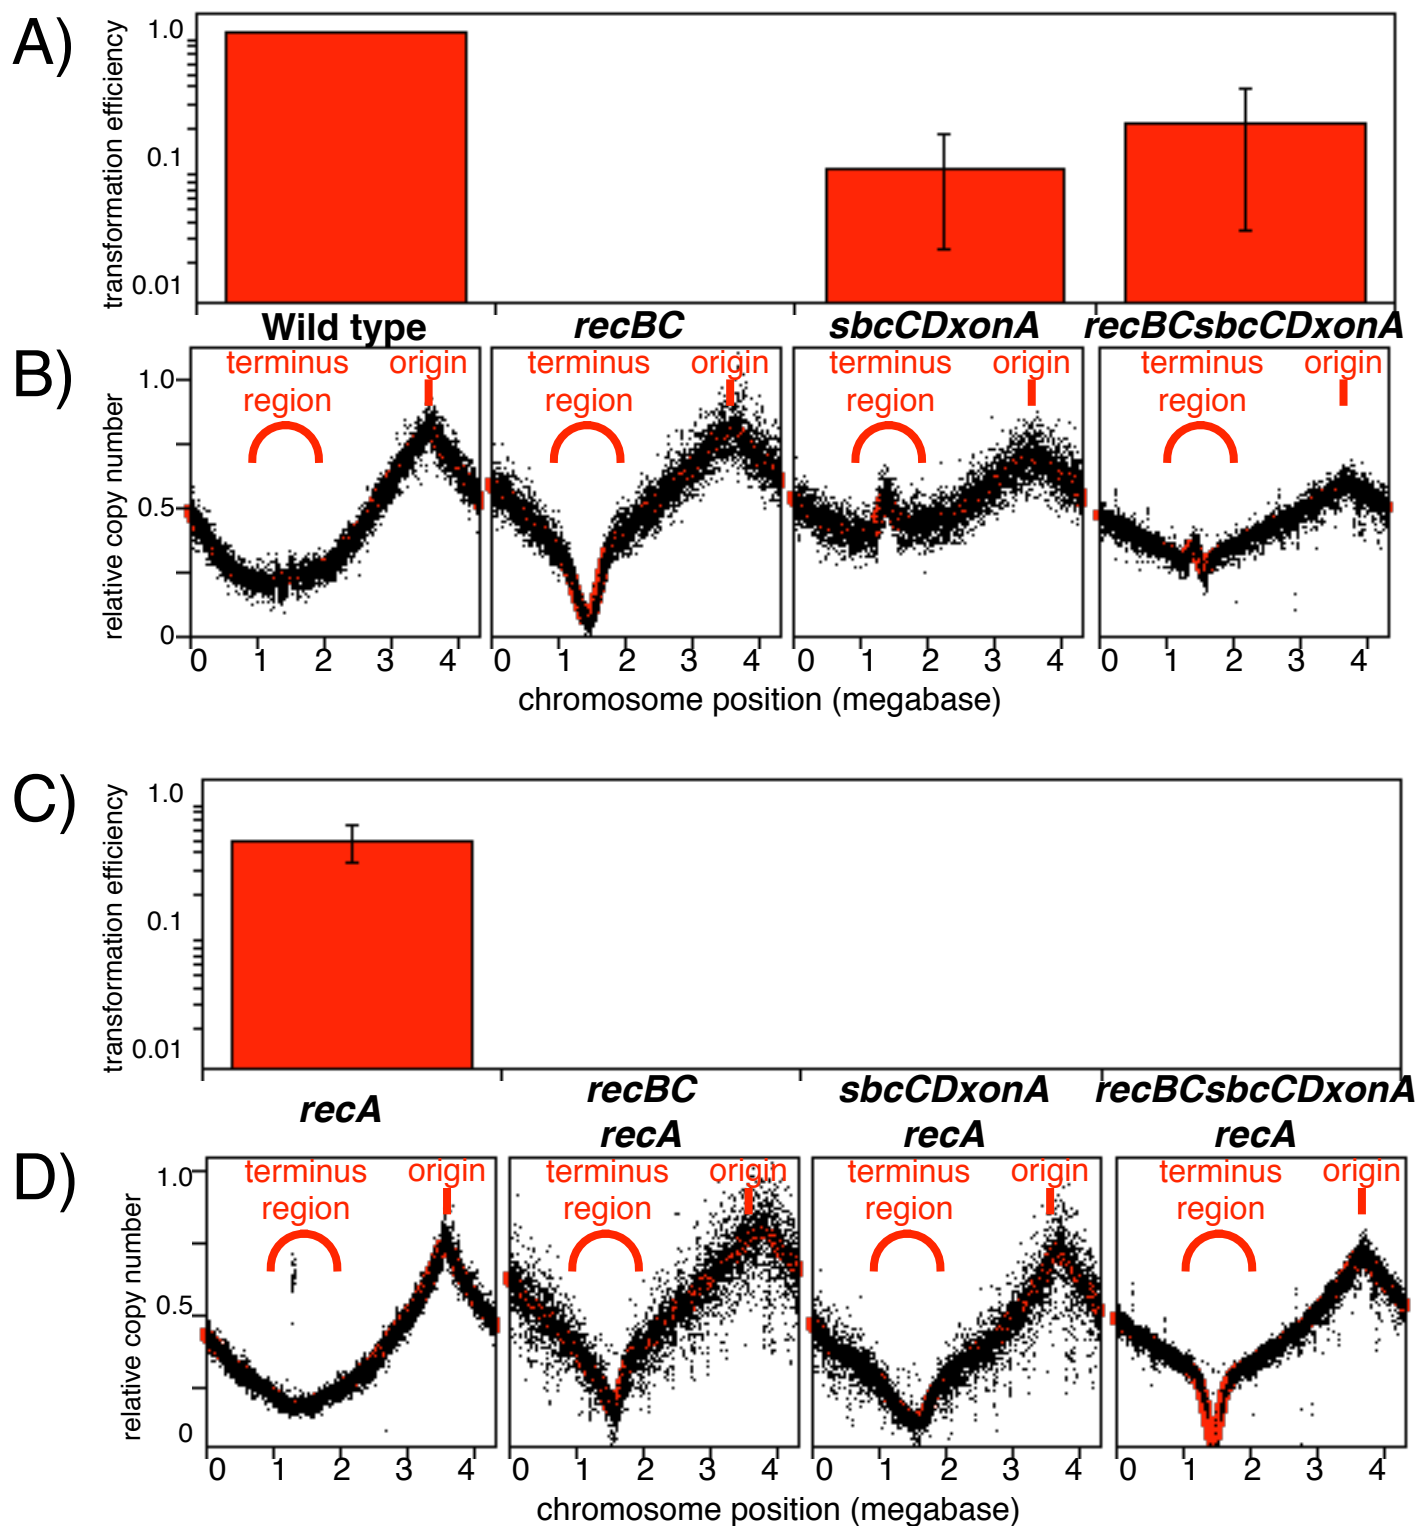 A)
transformation efficiency
1.0
0.1
0.01
Wild type
recBC
sbcCDxonA
recBCsbcCDxonA
B)
relative copy number
1.0
0.5
0
terminus region
origin
terminus region
origin
terminus region
origin
terminus region
origin
0 1 2 3 4
0 1 2 3 4
0 1 2 3 4
0 1 2 3 4
chromosome position (megabase)
C)
transformation efficiency
1.0
0.1
0.01
recA
recBC
recA
sbcCDxonA
recA
recBCsbcCDxonA
recA
D)
relative copy number
1.0
0.5
0
terminus region
origin
terminus region
origin
terminus region
origin
terminus region
origin
0 1 2 3 4
0 1 2 3 4
0 1 2 3 4
0 1 2 3 4
chromosome position (megabase)